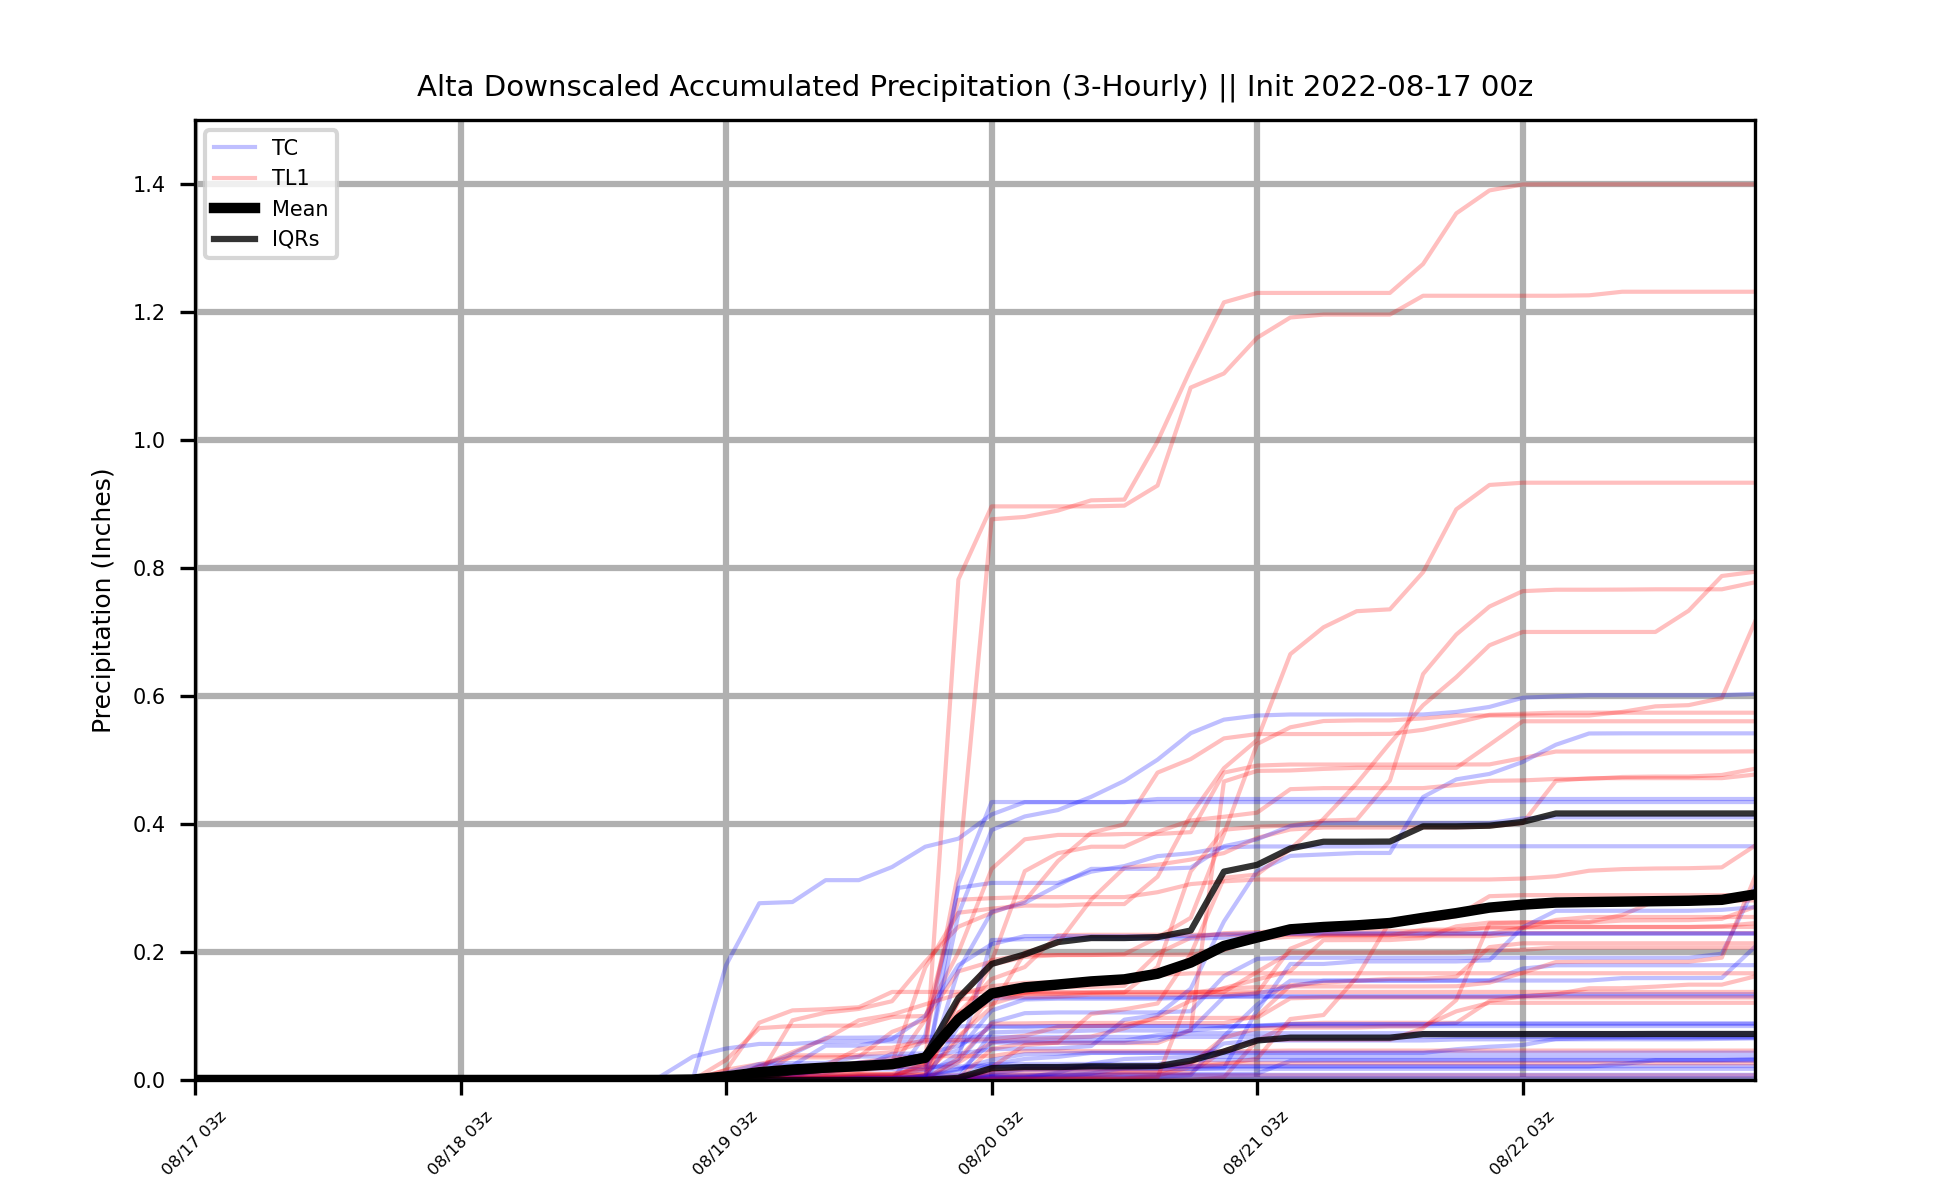 Alta Downscaled Accumulated Precipitation (3-Hourly) || Init 2022-08-17 00z
TC
TL1
Mean
IQRs
Precipitation (Inches)
1.4
1.2
1.0
0.8
0.6
0.4
0.2
0.0
08/17 03z
08/18 03z
08/19 03z
08/20 03z
08/21 03z
08/22 03z